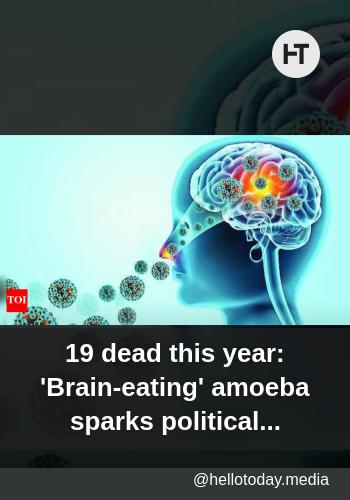 HT
TOI
19 dead this year:
'Brain-eating' amoeba
sparks political...
@hellotoday.media